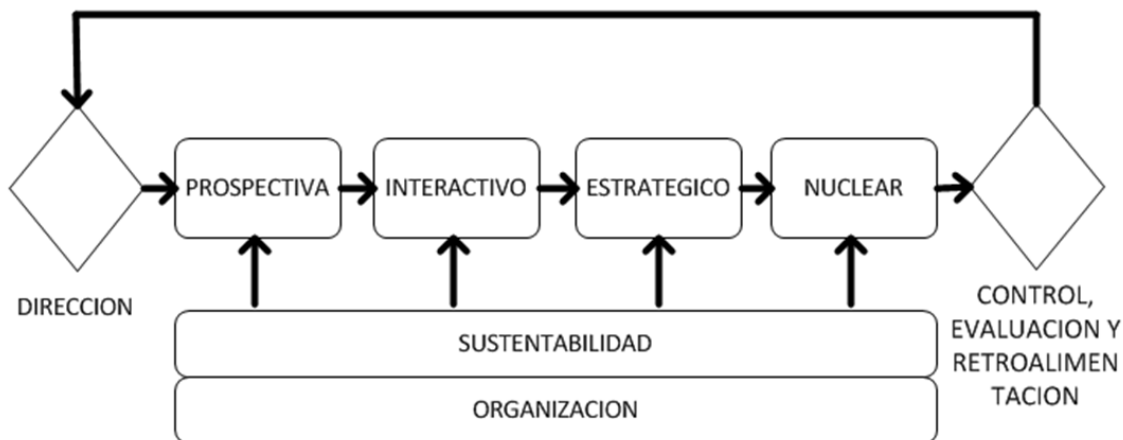 PROSPECTIVA
INTERACTIVO
ESTRATEGICO
NUCLEAR
DIRECCION
CONTROL,
EVALUACION Y
RETROALIMEN
TACION
SUSTENTABILIDAD
ORGANIZACION